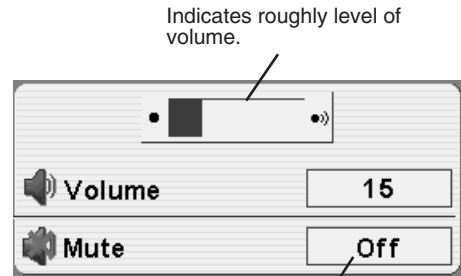 Indicates roughly level of
volume.
Volume 15
Mute Off